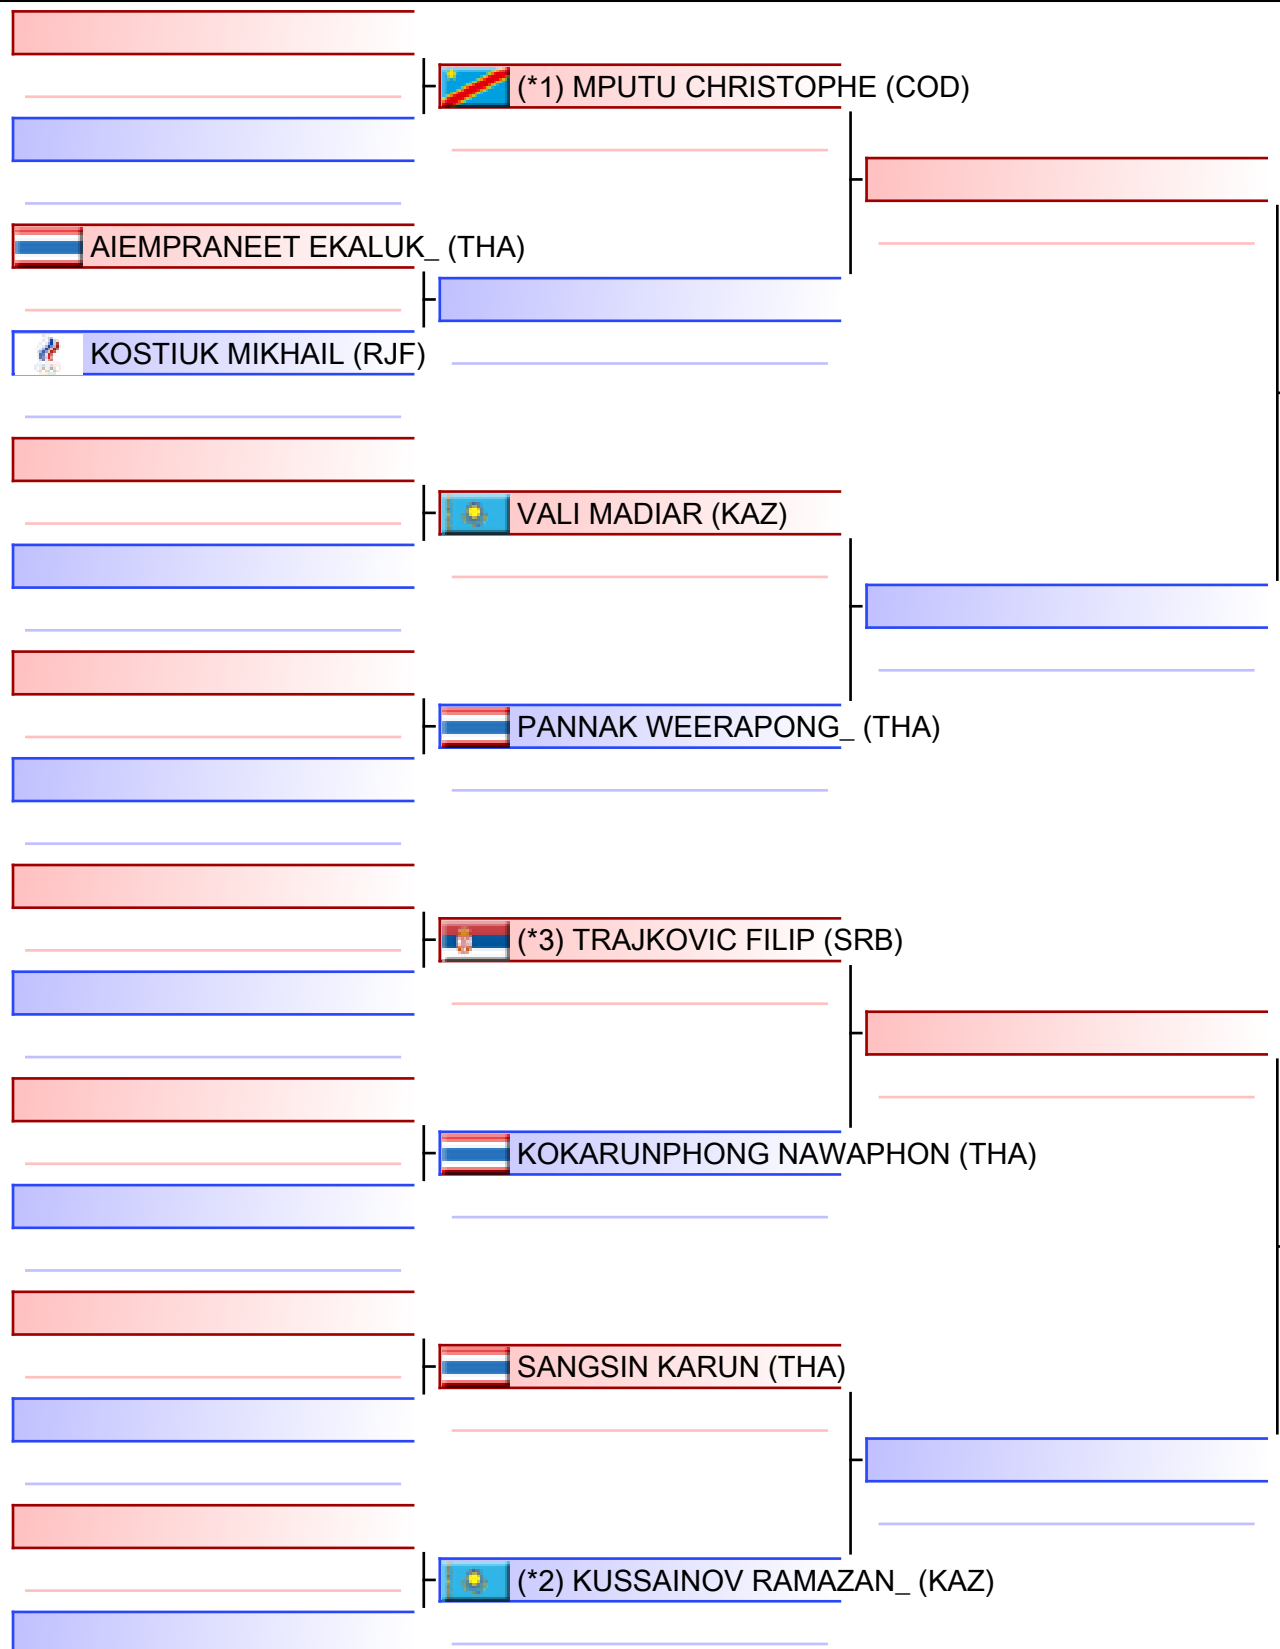 (*1) MPUTU CHRISTOPHE (COD)
AIEMPRANEET EKALUK_ (THA)
KOSTIUK MIKHAIL (RJF)
VALI MADIAR (KAZ)
PANNAK WEERAPONG_ (THA)
(*3) TRAJKOVIC FILIP (SRB)
KOKARUNPHONG NAWAPHON (THA)
SANGSIN KARUN (THA)
(*2) KUSSAINOV RAMAZAN_ (KAZ)